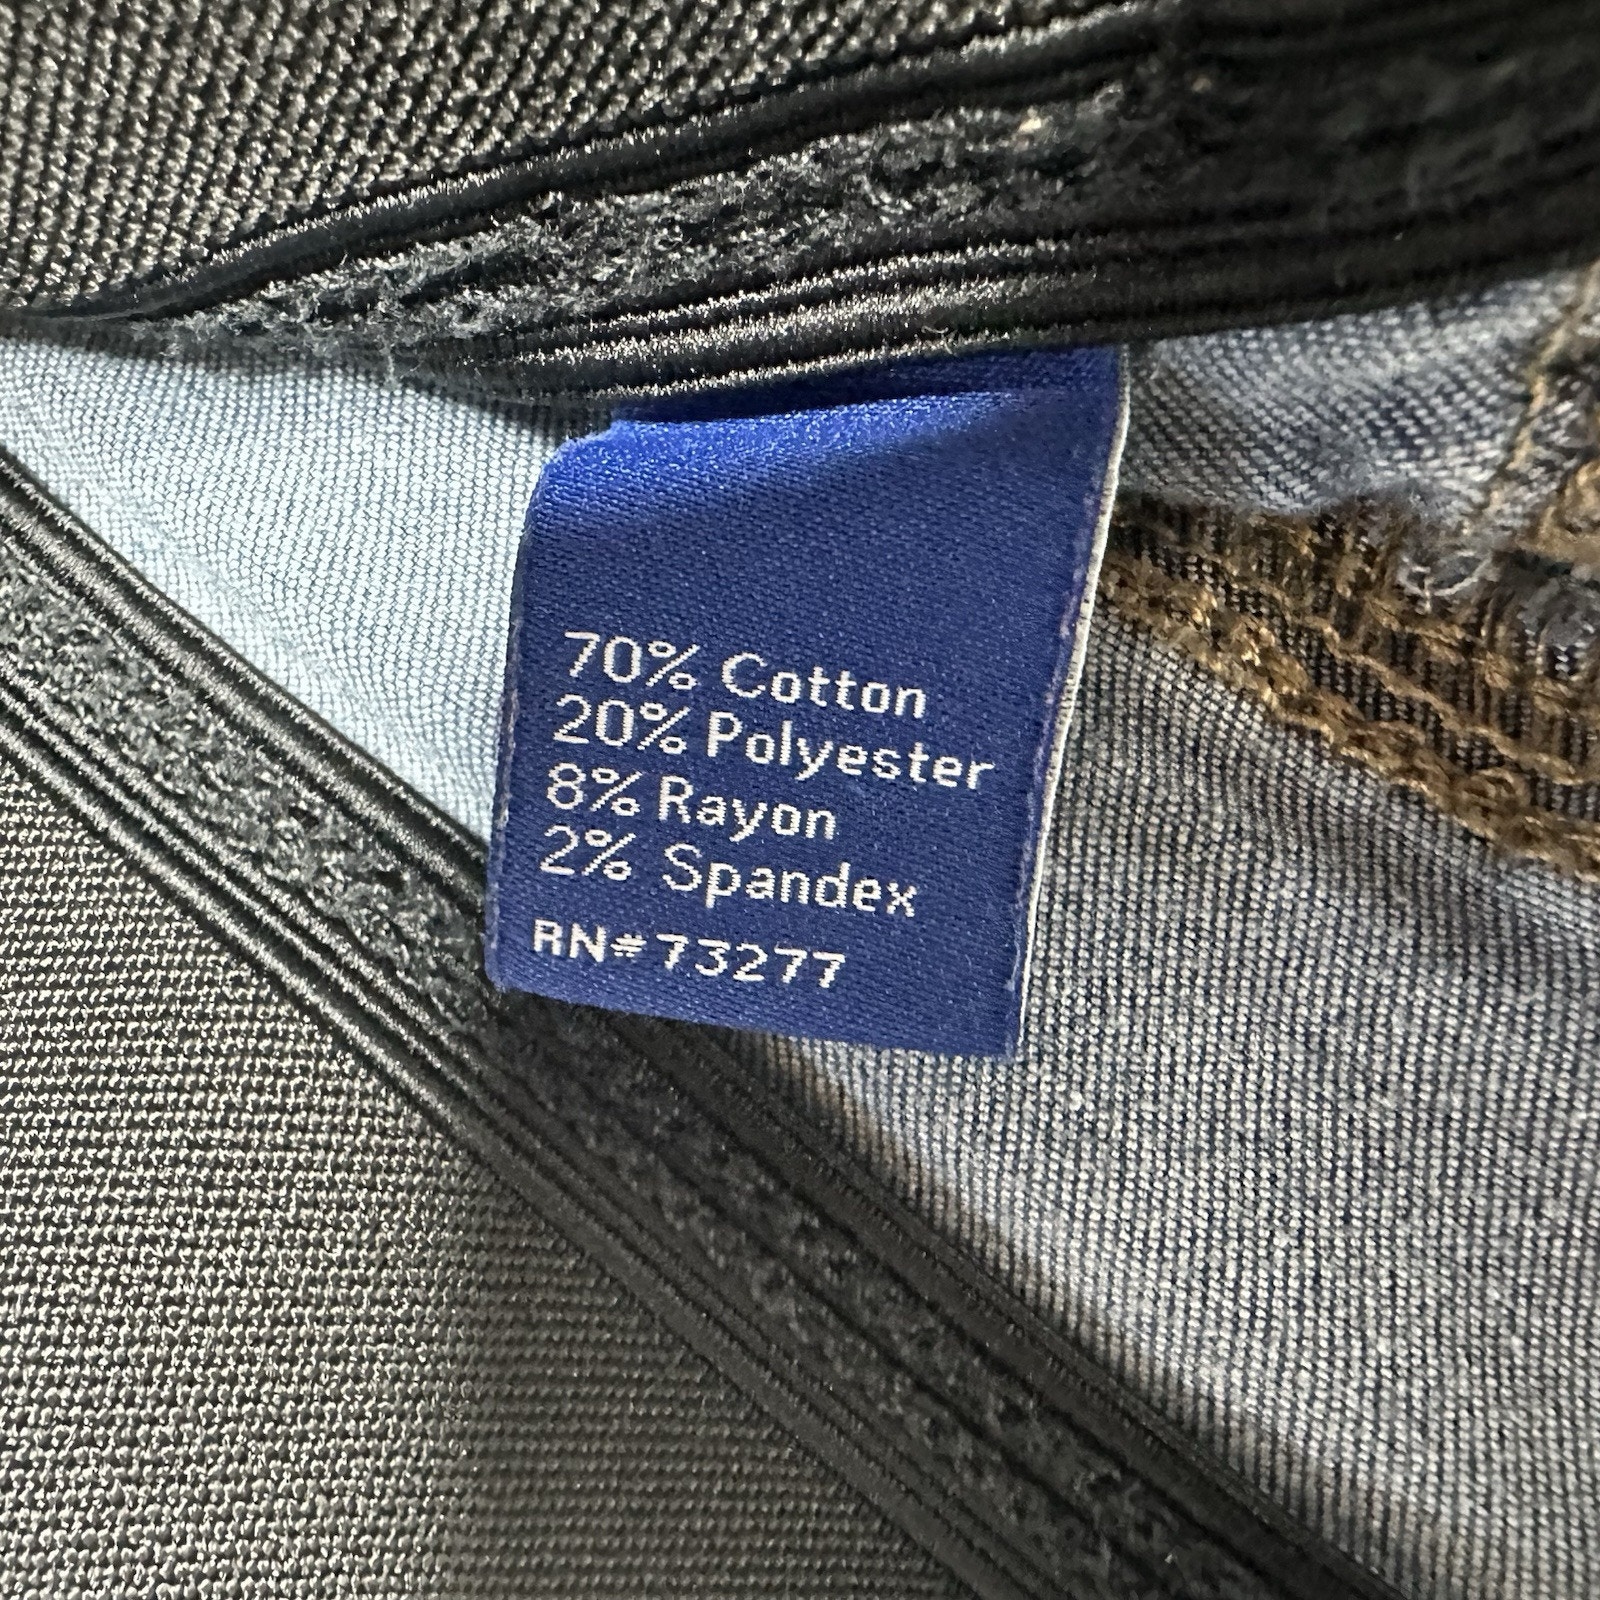 70% Cotton
20% Polyester
8% Rayon
2% Spandex
RN#73277